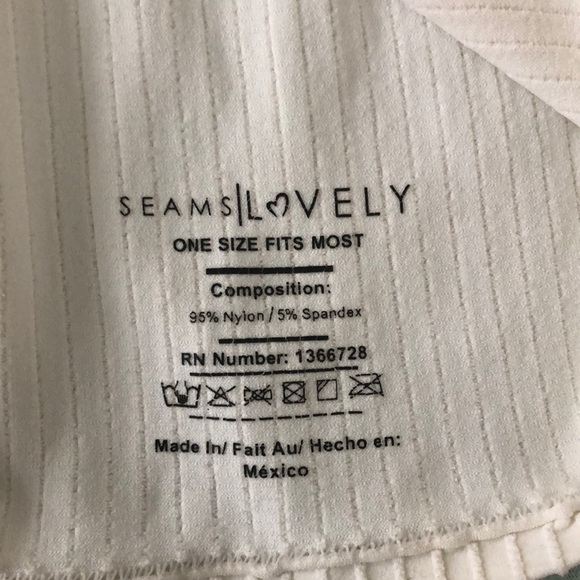 SEAMS|LOVELY
ONE SIZE FITS MOST
Composition:
95% Nylon / 5% Spandex
RN Number: 1366728
Made In/ Fait Au/ Hecho en:
México